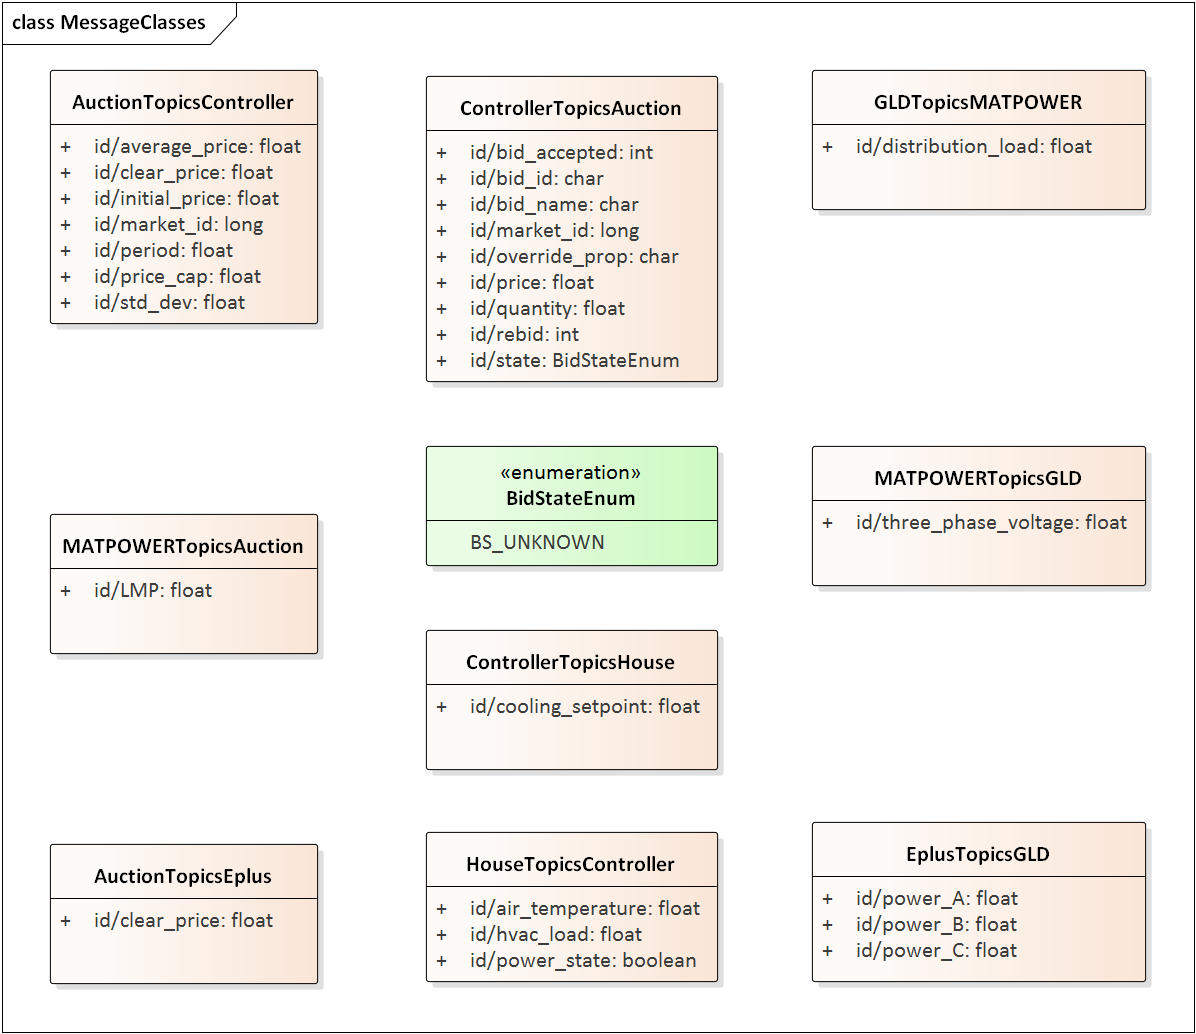 class MessageClasses
AuctionTopicsController
+ id/average_price: float
+ id/clear_price: float
+ id/initial_price: float
+ id/market_id: long
+ id/period: float
+ id/price_cap: float
+ id/std_dev: float
ControllerTopicsAuction
+ id/bid_accepted: int
+ id/bid_id: char
+ id/bid_name: char
+ id/market_id: long
+ id/override_prop: char
+ id/price: float
+ id/quantity: float
+ id/rebid: int
+ id/state: BidStateEnum
GLDTopicsMATPOWER
+ id/distribution_load: float
MATPOWERTopicsAuction
+ id/LMP: float
«enumeration»
BidStateEnum
BS_UNKNOWN
MATPOWERTopicsGLD
+ id/three_phase_voltage: float
ControllerTopicsHouse
+ id/cooling_setpoint: float
AuctionTopicsEplus
+ id/clear_price: float
HouseTopicsController
+ id/air_temperature: float
+ id/hvac_load: float
+ id/power_state: boolean
EplusTopicsGLD
+ id/power_A: float
+ id/power_B: float
+ id/power_C: float